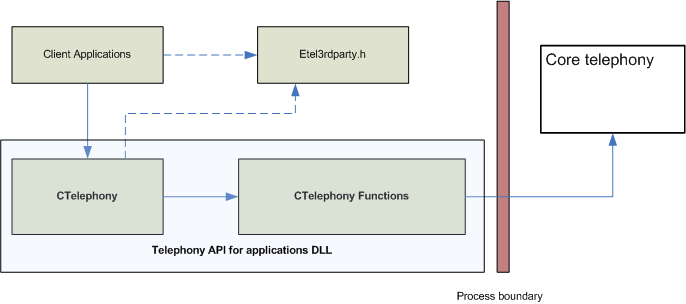 Client Applications
Etel3rdparty.h
Core telephony
CTelephony
CTelephony Functions
Telephony API for applications DLL
Process boundary